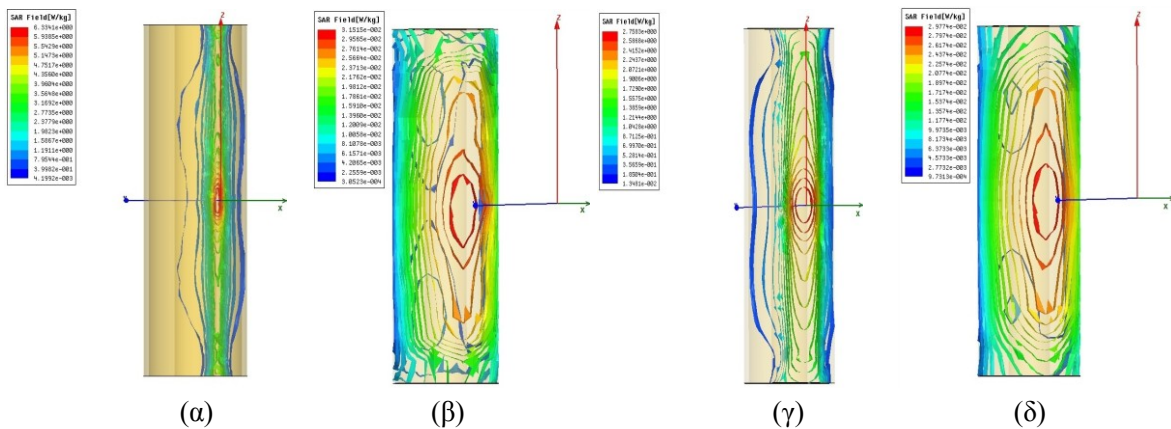 SAR Field[W/kg]
6.3341e+000
5.9385e+000
5.5429e+000
5.1473e+000
4.7517e+000
4.3560e+000
3.9604e+000
3.5648e+000
3.1692e+000
2.7735e+000
2.3779e+000
1.9823e+000
1.5867e+000
1.1911e+000
7.9544e-001
3.9982e-001
4.1992e-003
Z
X
(α)
SAR Field[W/kg]
3.1515e-002
2.9565e-002
2.7614e-002
2.5664e-002
2.3713e-002
2.1762e-002
1.9812e-002
1.7861e-002
1.5910e-002
1.3960e-002
1.2009e-002
1.0058e-002
8.1078e-003
6.1571e-003
4.2065e-003
2.2559e-003
3.0523e-004
Z
X
(β)
SAR Field[W/kg]
2.7583e+000
2.5868e+000
2.4152e+000
2.2437e+000
2.0721e+000
1.9006e+000
1.7290e+000
1.5575e+000
1.3859e+000
1.2144e+000
1.0428e+000
8.7125e-001
6.9970e-001
5.2814e-001
3.5659e-001
1.8504e-001
1.3481e-002
Z
X
(γ)
SAR Field[W/kg]
2.9774e-002
2.7974e-002
2.6174e-002
2.4374e-002
2.2574e-002
2.0774e-002
1.8974e-002
1.7174e-002
1.5374e-002
1.3574e-002
1.1774e-002
9.9735e-003
8.1734e-003
6.3733e-003
4.5733e-003
2.7732e-003
9.7313e-004
Z
X
(δ)